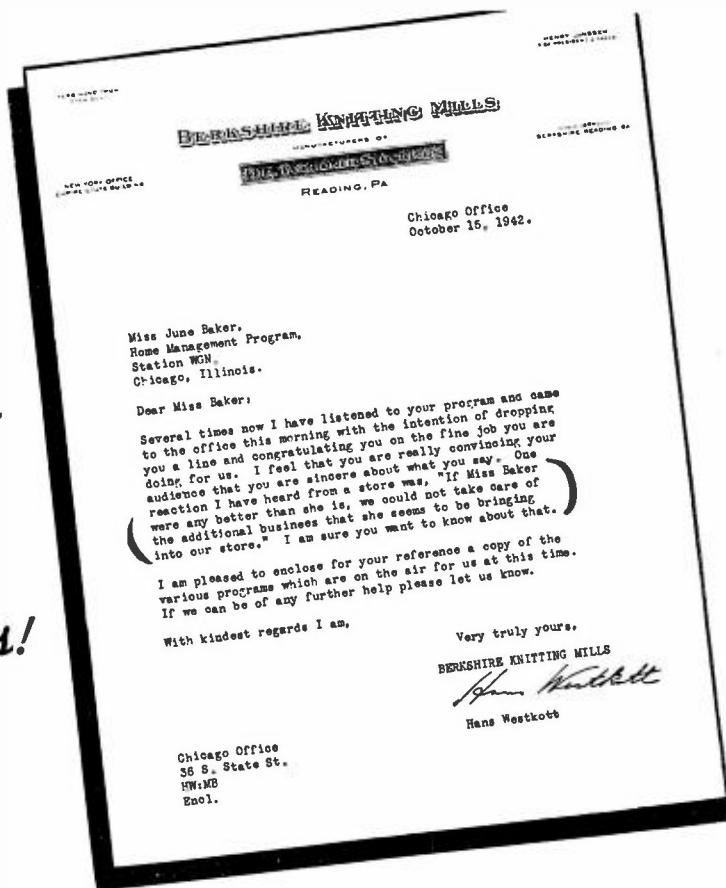 HENRY JANSSEN
BERKSHIRE KNITTING MILLS
MANUFACTURERS OF
NEW YORK OFFICE
EMPIRE STATE BUILDING
BERKSHIRE READING PA
READING, PA
Chicago Office
October 15, 1942.
Miss June Baker,
Home Management Program,
Station WGN.
Chicago, Illinois.
Dear Miss Baker:
Several times now I have listened to your program and came
to the office this morning with the intention of dropping
you a line and congratulating you on the fine job you are
doing for us. I feel that you are really convincing your
audience that you are sincere about what you say. One
reaction I have heard from a store was, "If Miss Baker
were any better than she is, we could not take care of
the additional business that she seems to be bringing
into our store." I am sure you want to know about that.
I am pleased to enclose for your reference a copy of the
various programs which are on the air for us at this time.
If we can be of any further help please let us know.
With kindest regards I am,
Very truly yours,
BERKSHIRE KNITTING MILLS
Hans Westkott
Hans Westkott
Chicago Office
36 S. State St.
HW:MB
Encl.